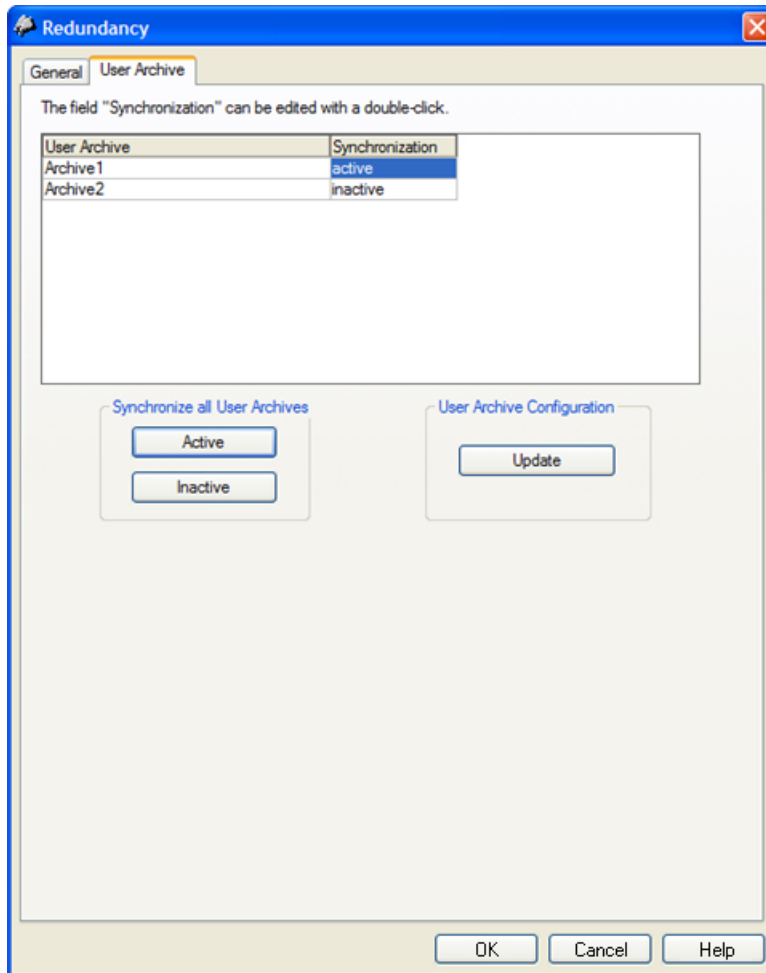 Redundancy
General User Archive
The field "Synchronization" can be edited with a double-click.
User Archive Synchronization
Archive1 active
Archive2 inactive
Synchronize all User Archives User Archive Configuration
Active
Update
Inactive
OK Cancel Help